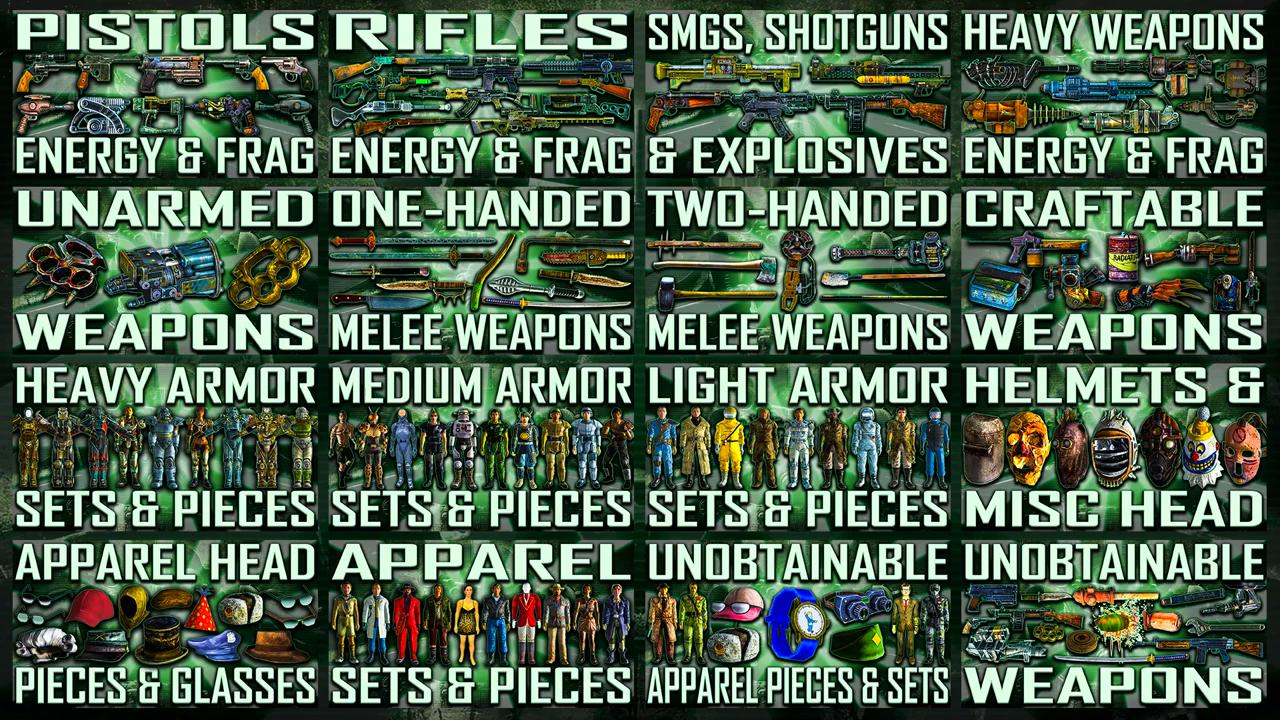 PISTOLS
ENERGY & FRAG
RIFLES
ENERGY & FRAG
SMGS, SHOTGUNS
& EXPLOSIVES
HEAVY WEAPONS
ENERGY & FRAG
UNARMED
WEAPONS
ONE-HANDED
MELEE WEAPONS
TWO-HANDED
MELEE WEAPONS
CRAFTABLE
RADIATION
WEAPONS
HEAVY ARMOR
SETS & PIECES
MEDIUM ARMOR
SETS & PIECES
LIGHT ARMOR
SETS & PIECES
HELMETS &
MISC HEAD
APPAREL HEAD
PIECES & GLASSES
APPAREL
SETS & PIECES
UNOBTAINABLE
APPAREL PIECES & SETS
UNOBTAINABLE
WEAPONS